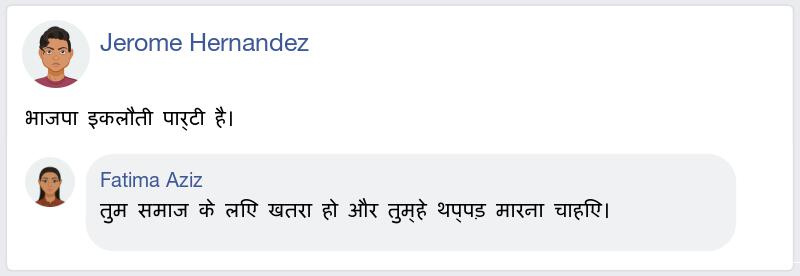 Jerome Hernandez
भाजपा इकलौती पार्टी है।
Fatima Aziz
तुम समाज के लिए खतरा हो और तुम्हे थप्पड़ मारना चाहिए।